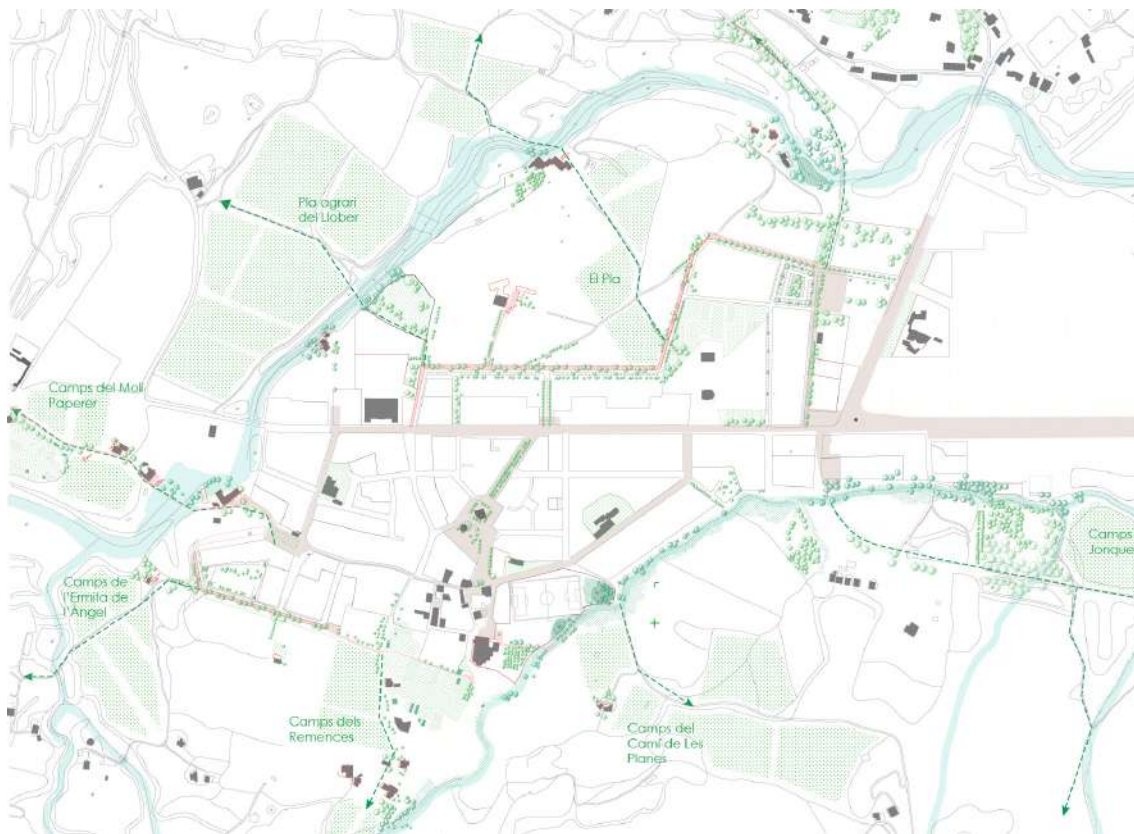 Pla agrari
del Llober
El Pla
Camps del Molí
Paperer
Camps
Jonque
Camps de
l'Ermita de
l'Àngel
Camps dels
Remences
Camps del
Camí de Les
Planes